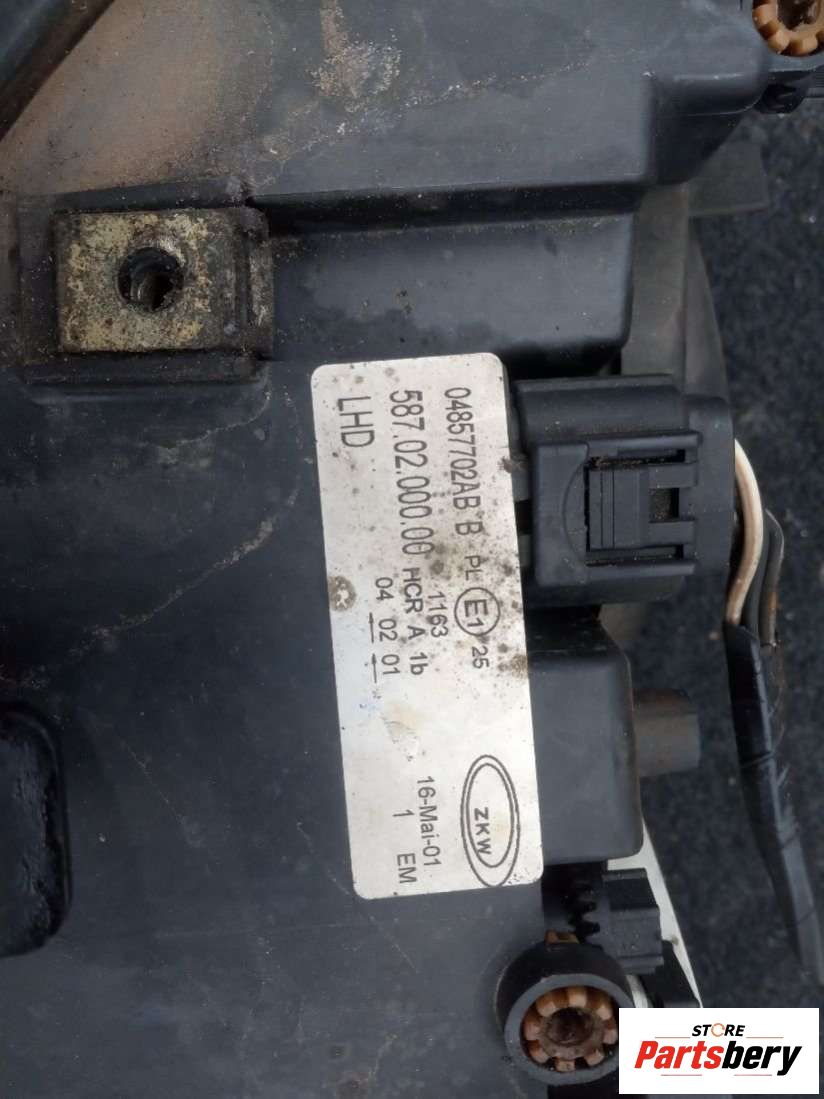 04857702AB B
587.02.000.00
LHD
PL E1 25
1163
HCR A 1b
04 02 01
ZKW
16-Mai-01
1 EM
STORE
Partsbery